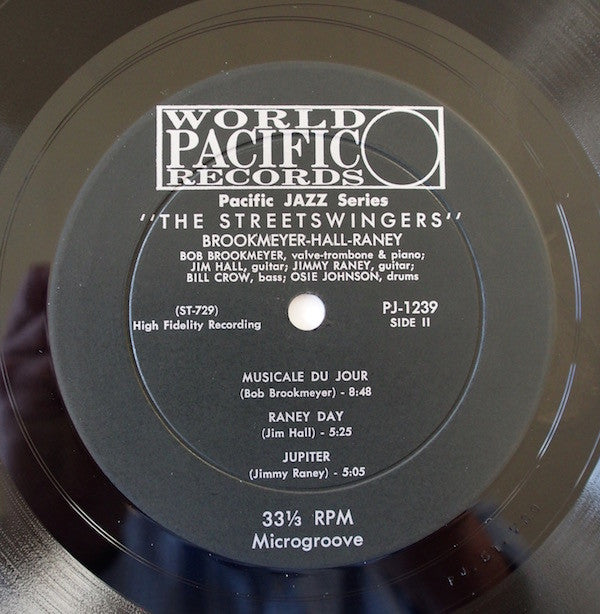 WORLD
PACIFIC
RECORDS
Pacific JAZZ Series
"THE STREETSWINGERS"
BROOKMEYER-HALL-RANEY
BOB BROOKMEYER, valve-trombone & piano;
JIM HALL, guitar; JIMMY RANEY, guitar;
BILL CROW, bass; OSIE JOHNSON, drums
(ST-729)
High Fidelity Recording
PJ-1239
SIDE II
MUSICALE DU JOUR
(Bob Brookmeyer) - 8:48
RANEY DAY
(Jim Hall) - 5:25
JUPITER
(Jimmy Raney) - 5:05
33⅓ RPM
Microgroove